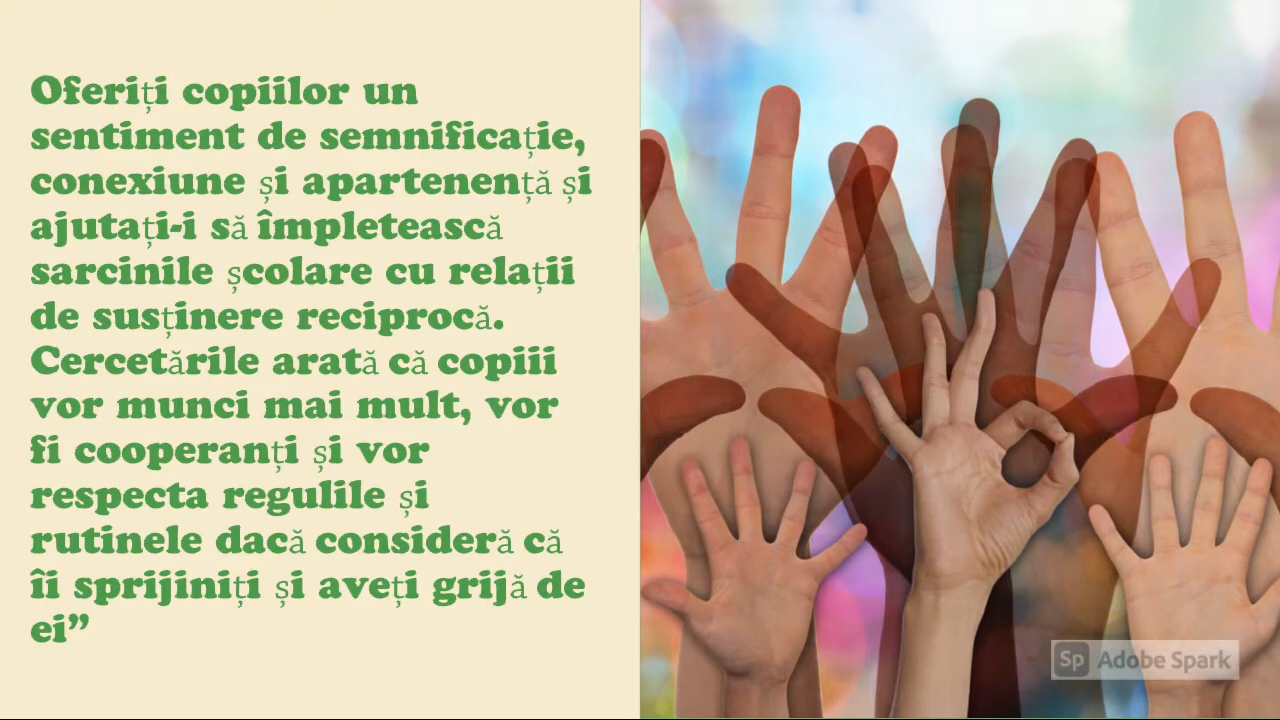 Oferiți copiilor un
sentiment de semnificație,
conexiune și apartenență și
ajutați-i să împletească
sarcinile școlare cu relații
de susținere reciprocă.
Cercetările arată că copiii
vor munci mai mult, vor
fi cooperanți și vor
respecta regulile și
rutinele dacă consideră că
îi sprijiniți și aveți grijă de
ei”
Sp Adobe Spark